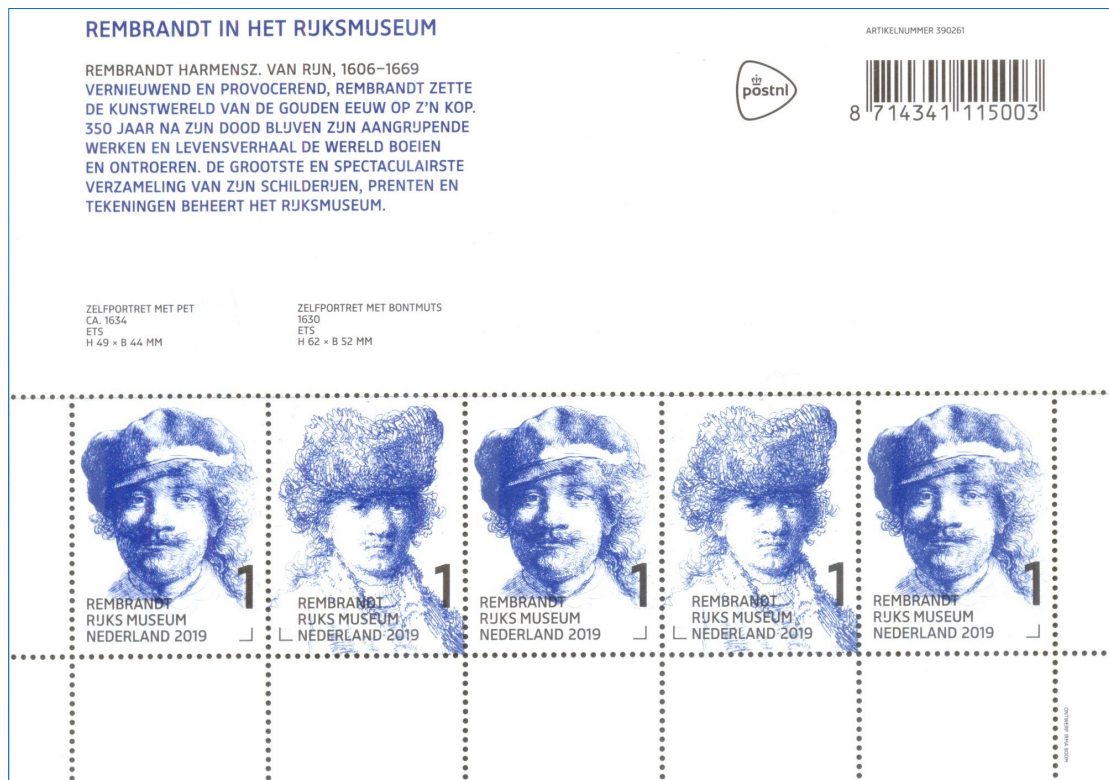 REMBRANDT IN HET RIJKSMUSEUM
ARTIKELNUMMER 390261
REMBRANDT HARMENSZ. VAN RIJN, 1606–1669
VERNIEUWEND EN PROVOCEREND, REMBRANDT ZETTE
DE KUNSTWERELD VAN DE GOUDEN EEUW OP Z'N KOP.
350 JAAR NA ZIJN DOOD BLIJVEN ZIJN AANGRIJPENDE
WERKEN EN LEVENSVERHAAL DE WERELD BOEIEN
EN ONTROEREN. DE GROOTSTE EN SPECTACULAIRSTE
VERZAMELING VAN ZIJN SCHILDERIJEN, PRENTEN EN
TEKENINGEN BEHEERT HET RIJKSMUSEUM.
postnl
8 714341 115003
ZELFPORTRET MET PET
CA. 1634
ETS
H 49 × B 44 MM
ZELFPORTRET MET BONTMUTS
1630
ETS
H 62 × B 52 MM
1
REMBRANDT
RIJKS MUSEUM
NEDERLAND 2019
1
REMBRANDT
RIJKS MUSEUM
NEDERLAND 2019
1
REMBRANDT
RIJKS MUSEUM
NEDERLAND 2019
1
REMBRANDT
RIJKS MUSEUM
NEDERLAND 2019
1
REMBRANDT
RIJKS MUSEUM
NEDERLAND 2019
ONTWERP IRMA BOOM